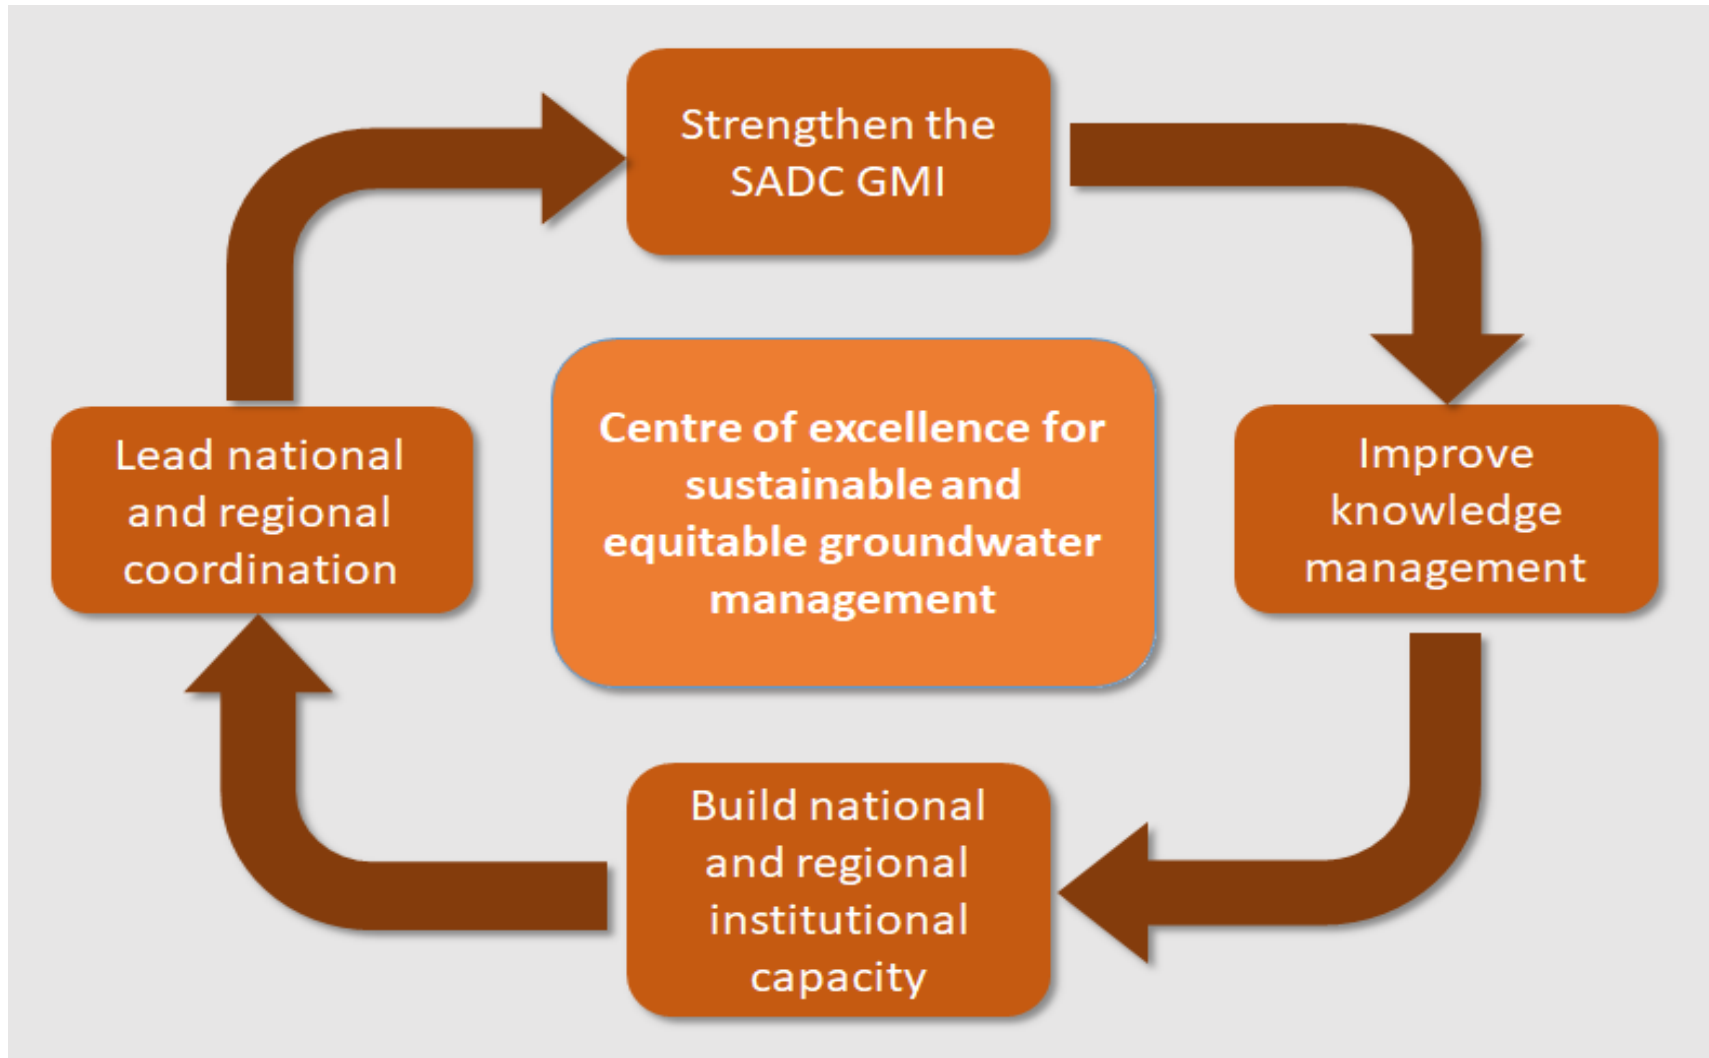 Strengthen the
SADC GMI
Improve
knowledge
management
Build national
and regional
institutional
capacity
Lead national
and regional
coordination
Centre of excellence for
sustainable and
equitable groundwater
management